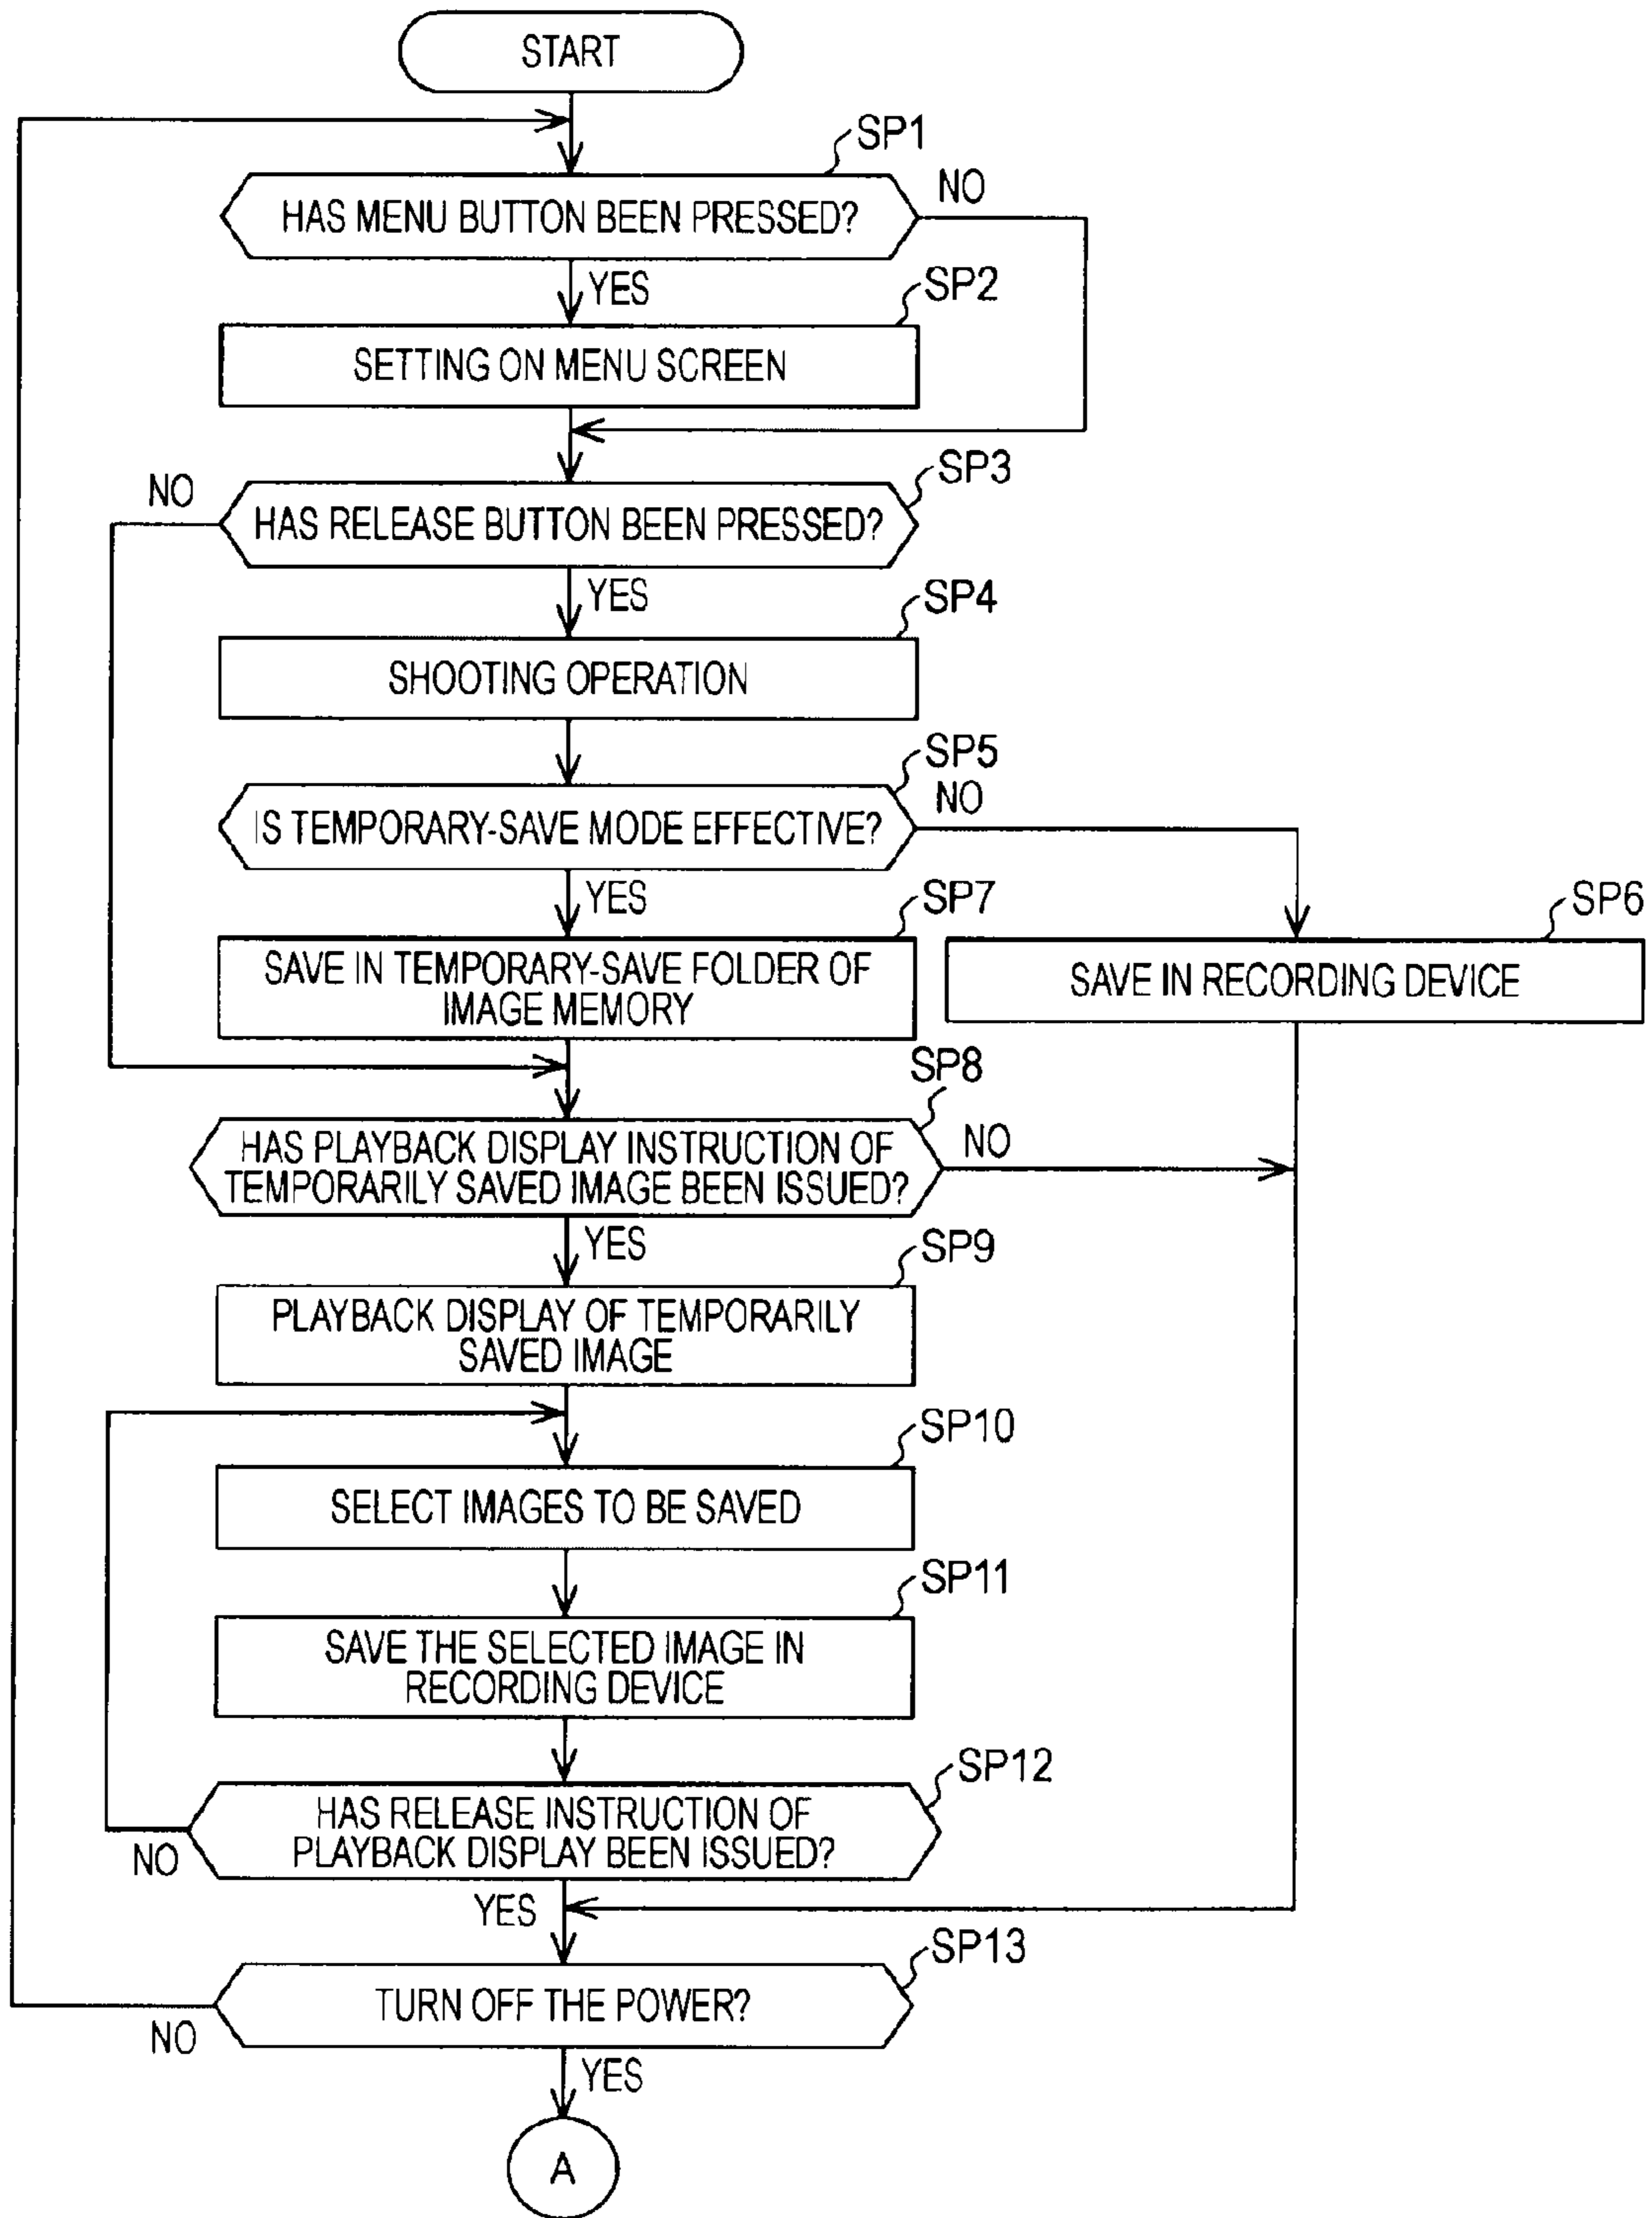 START
SP1
HAS MENU BUTTON BEEN PRESSED?
NO
YES
SP2
SETTING ON MENU SCREEN
SP3
NO
HAS RELEASE BUTTON BEEN PRESSED?
YES
SP4
SHOOTING OPERATION
SP5
IS TEMPORARY-SAVE MODE EFFECTIVE?
NO
YES
SP7
SAVE IN TEMPORARY-SAVE FOLDER OF
IMAGE MEMORY
SP6
SAVE IN RECORDING DEVICE
SP8
HAS PLAYBACK DISPLAY INSTRUCTION OF
TEMPORARILY SAVED IMAGE BEEN ISSUED?
NO
YES
SP9
PLAYBACK DISPLAY OF TEMPORARILY
SAVED IMAGE
SP10
SELECT IMAGES TO BE SAVED
SP11
SAVE THE SELECTED IMAGE IN
RECORDING DEVICE
SP12
HAS RELEASE INSTRUCTION OF
PLAYBACK DISPLAY BEEN ISSUED?
NO
YES
SP13
TURN OFF THE POWER?
NO
YES
A